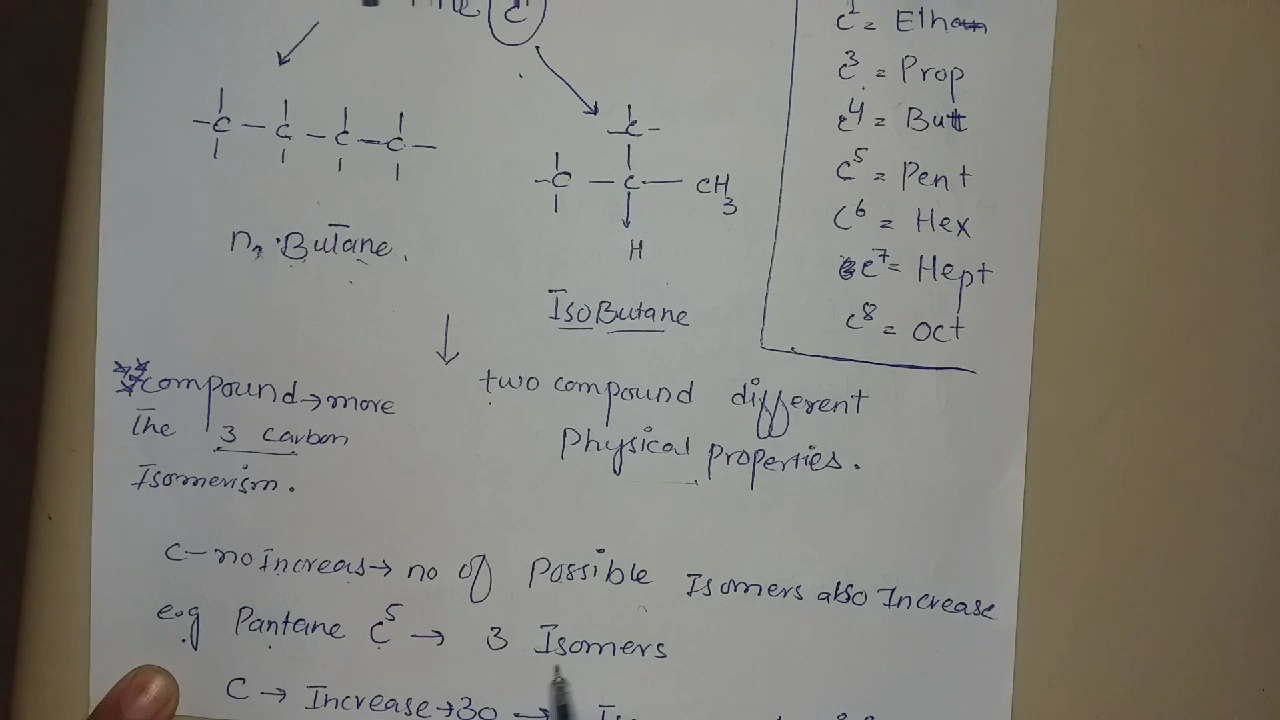 C² = Eth
C³ = Prop
C⁴ = But
C⁵ = Pent
C⁶ = Hex
C⁷ = Hept
C⁸ = Oct
-C-C-C-C-
n, Butane.
-C-
-C-C-CH3
H
IsoButane
Compound→more
The 3 carbon
Isomerism.
two compound different
Physical properties.
C-no Increas→ no of Possible Isomers also Increase
e.g Pantane C⁵ → 3 Isomers
C → Increase→30 →